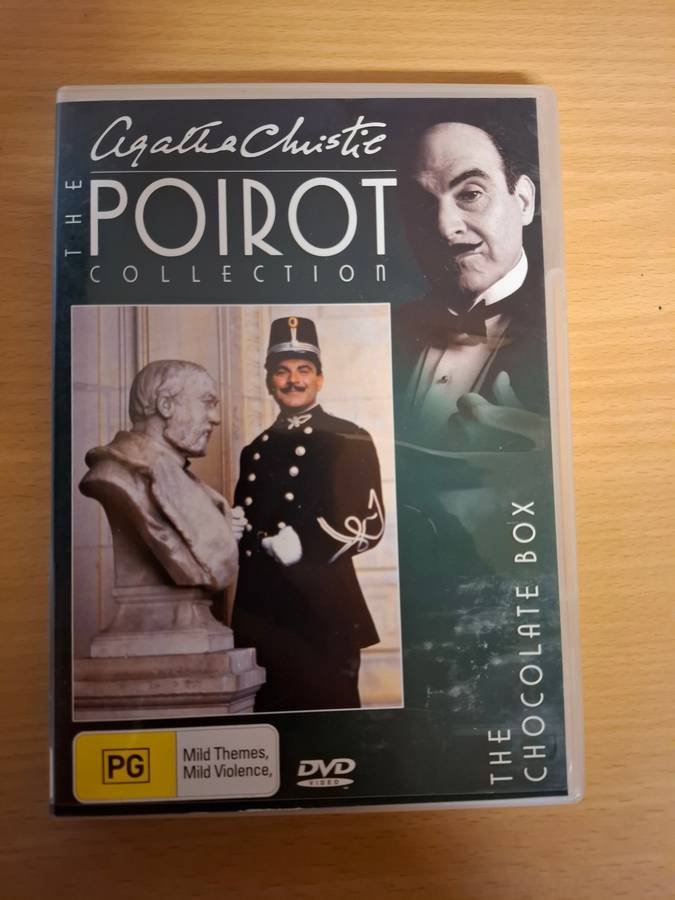 Agatha Christie
THE
POIROT
COLLECTION
THE
CHOCOLATE BOX
PG
Mild Themes,
Mild Violence,
DVD
VIDEO